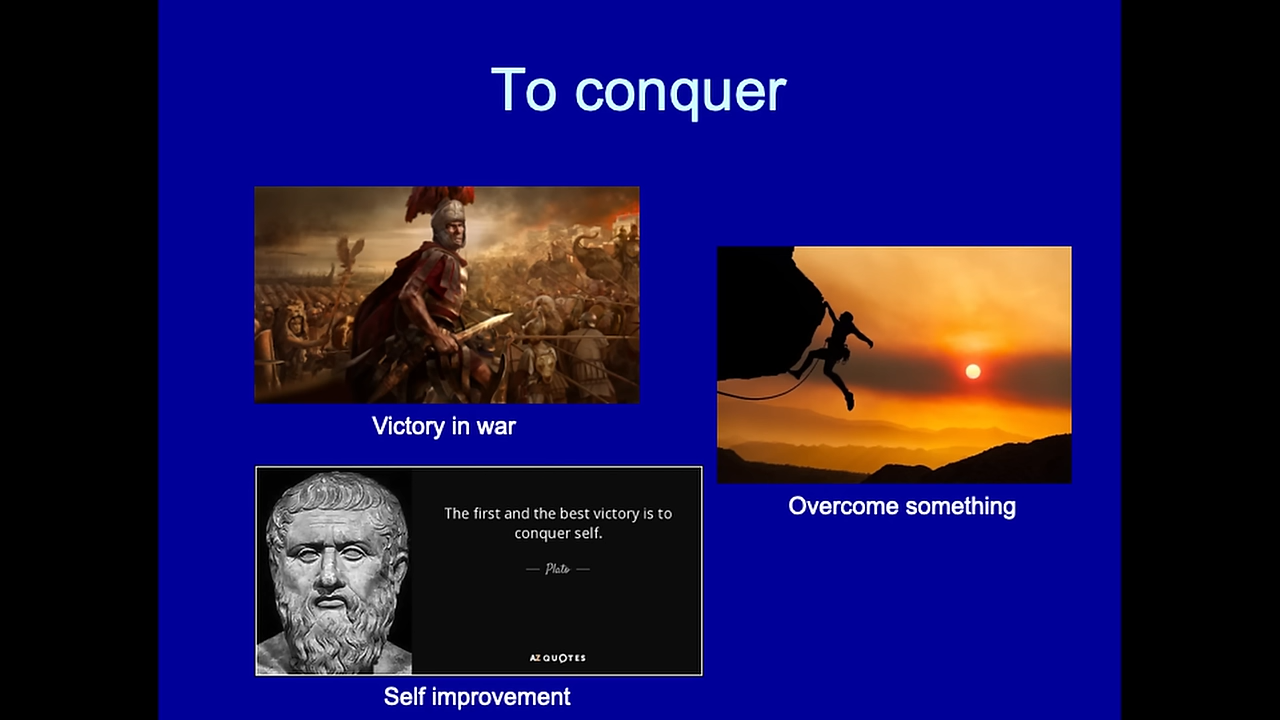 To conquer
Victory in war
Overcome something
The first and the best victory is to
conquer self.
— Plato —
AZ QUOTES
Self improvement